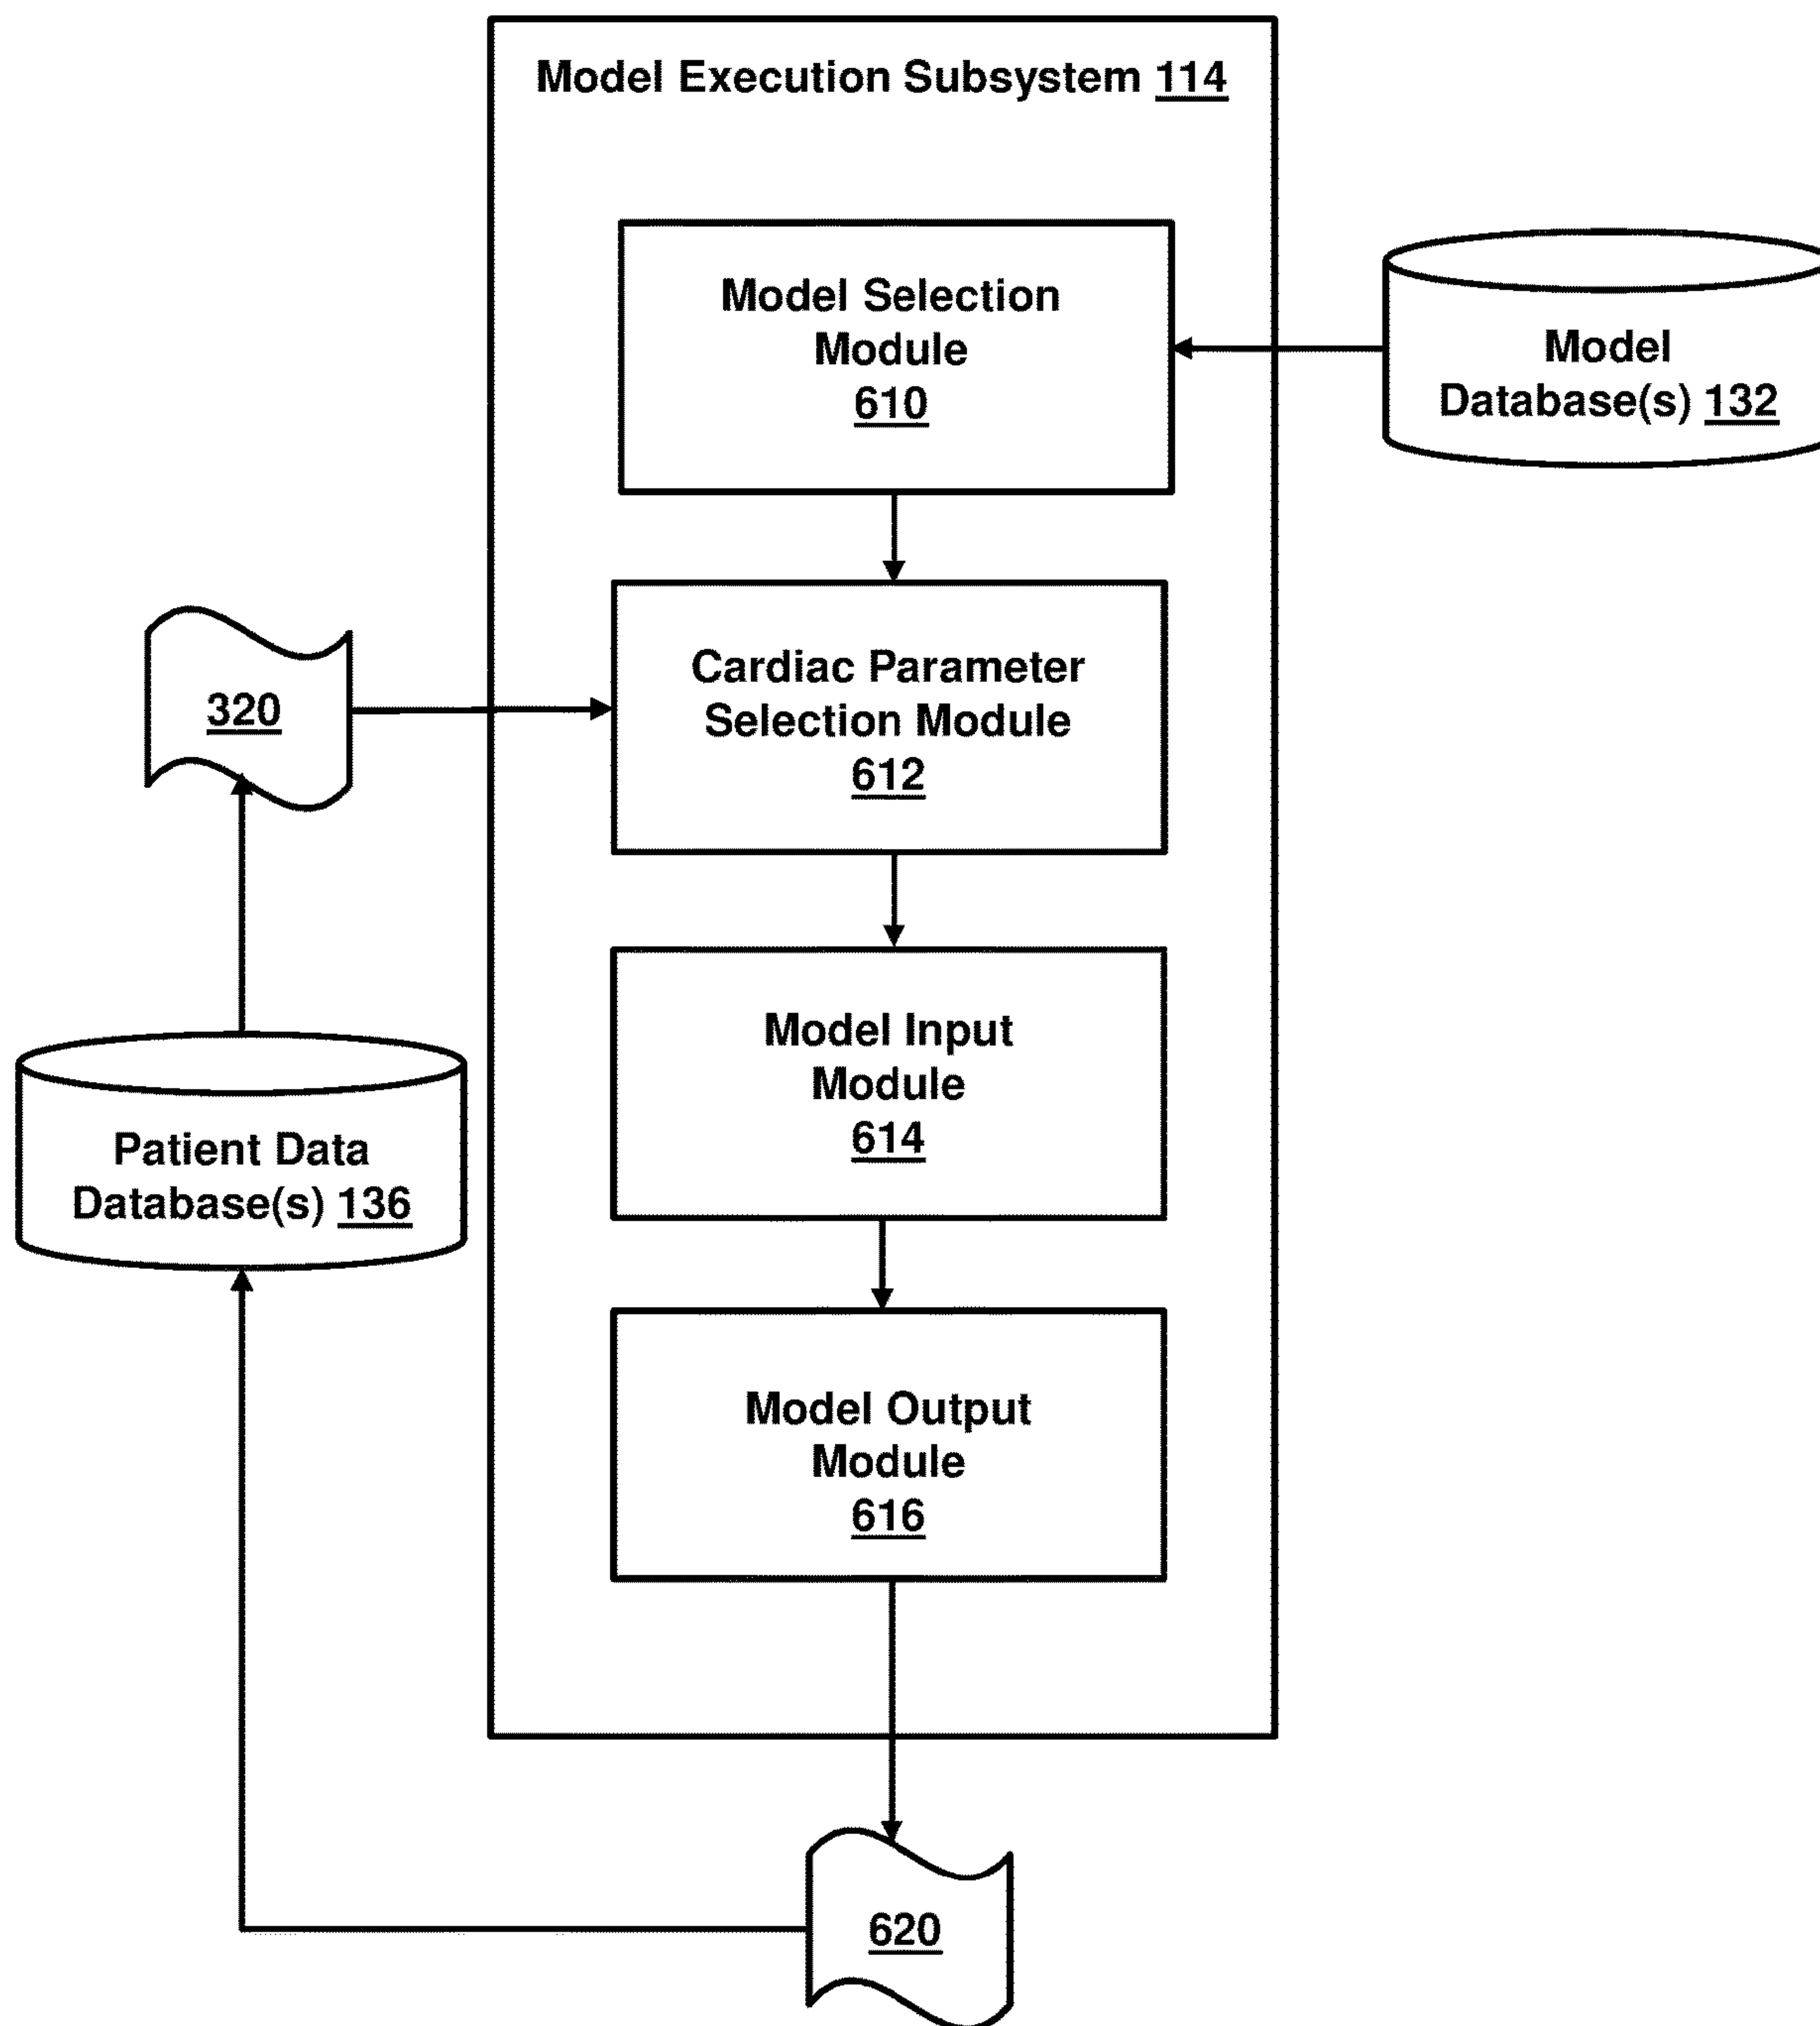 Model Execution Subsystem 114
Model Selection
Module
610
Model
Database(s) 132
Cardiac Parameter
Selection Module
612
320
Model Input
Module
614
Patient Data
Database(s) 136
Model Output
Module
616
620